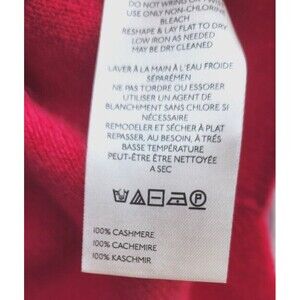 DO NOT WRING OR TWIST
USE ONLY NON-CHLORINE
BLEACH
RESHAPE & LAY FLAT TO DRY
LOW IRON AS NEEDED
MAY BE DRY CLEANED
LAVER À LA MAIN À L'EAU FROIDE
SÉPARÉMEN
NE PAS TORDRE OU ESSORER
UTILISER UN AGENT DE
BLANCHIMENT SANS CHLORE SI
NÉCESSAIRE
REMODELER ET SÉCHER À PLAT
REPASSER, AU BESOIN, À TRÉS
BASSE TEMPÉRATURE
PEUT-ÊTRE ÊTRE NETTOYÉE
A SEC
P
100% CASHMERE
100% CACHEMIRE
100% KASCHMIR